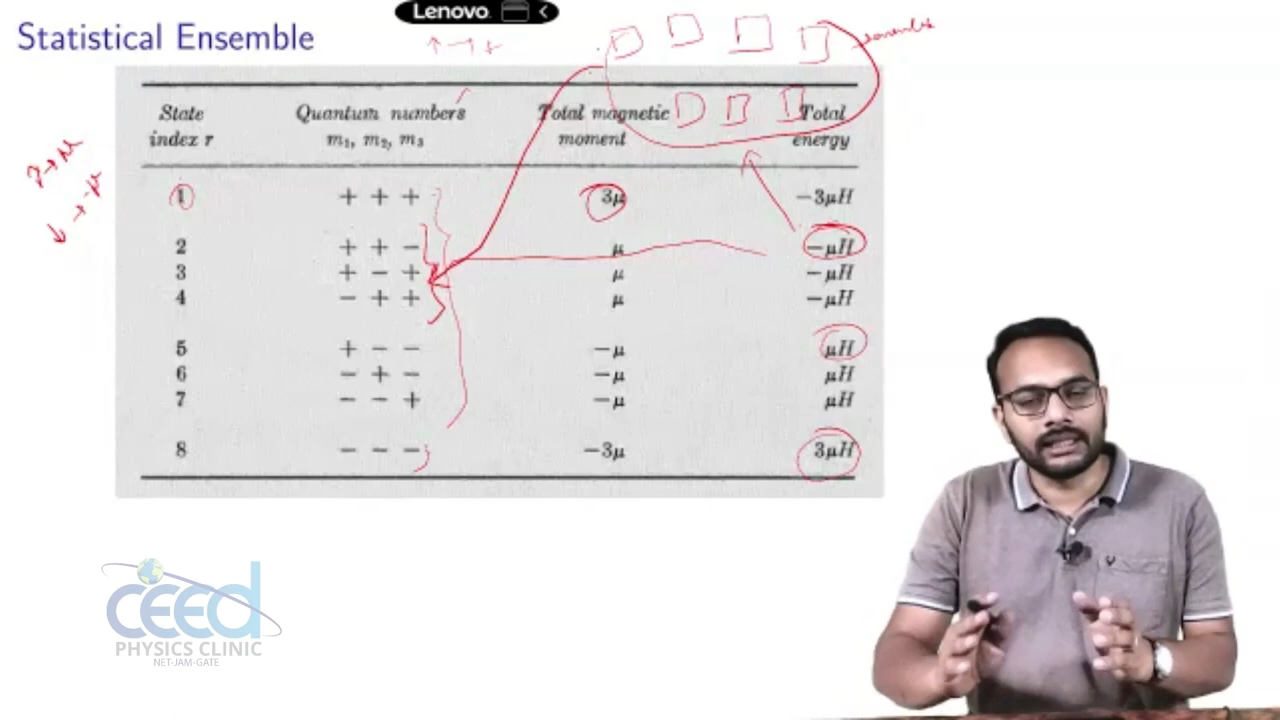 Lenovo
Statistical Ensemble
↑ → ↓
ensemble
State index r Quantum numbers m₁, m₂, m₃ Total magnetic moment Total energy
↑ → μ
↓ → -μ
1 + + + 3μ −3μH
2 + + − μ −μH
3 + − + μ −μH
4 − + + μ −μH
5 + − − −μ μH
6 − + − −μ μH
7 − − + −μ μH
8 − − − −3μ 3μH
ceed
PHYSICS CLINIC
NET-JAM-GATE